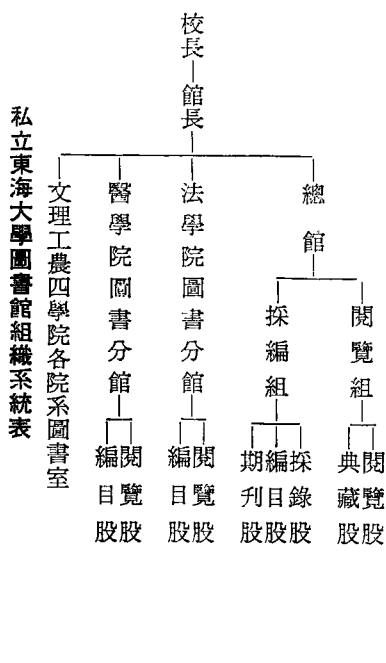 校長
館長
總館
閱覽組
閱覽股
典藏股
採編組
採錄股
編目股
期刊股
法學院圖書分館
閱覽股
編目股
醫學院圖書分館
閱覽股
編目股
文理工農四學院各院系圖書室
私立東海大學圖書館組織系統表